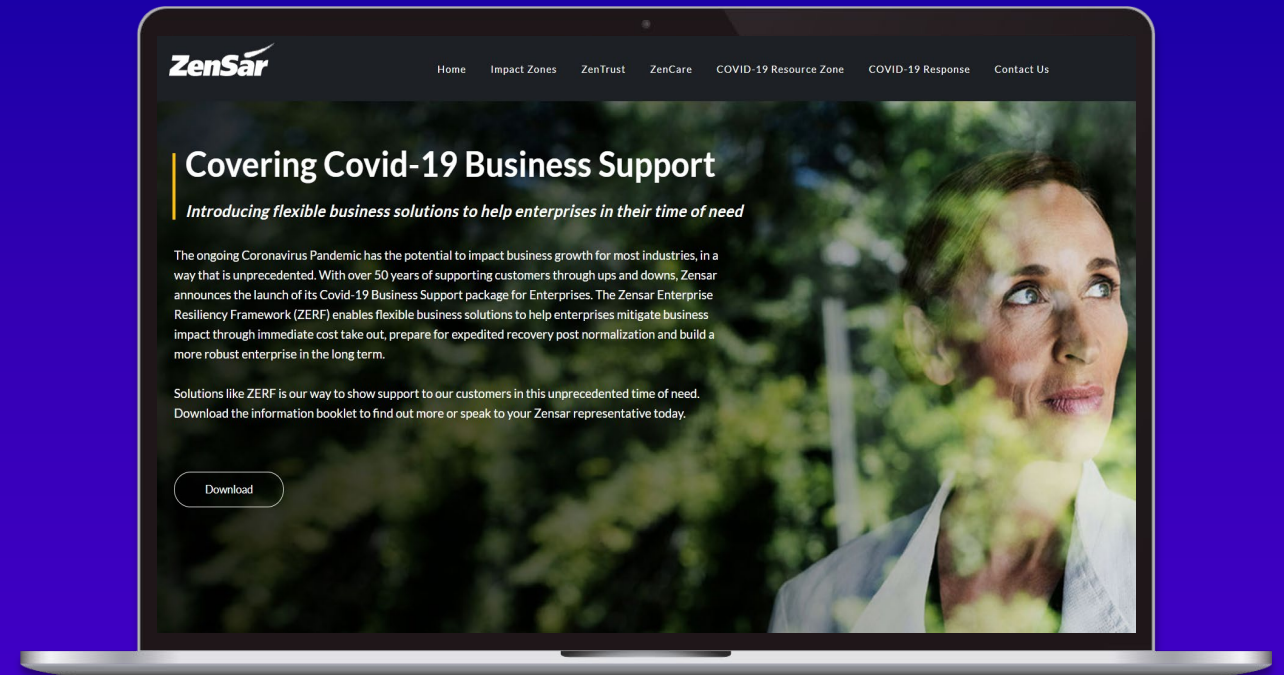 ZenSar
Home Impact Zones ZenTrust ZenCare COVID-19 Resource Zone COVID-19 Response Contact Us
Covering Covid-19 Business Support
Introducing flexible business solutions to help enterprises in their time of need
The ongoing Coronavirus Pandemic has the potential to impact business growth for most industries, in a
way that is unprecedented. With over 50 years of supporting customers through ups and downs, Zensar
announces the launch of its Covid-19 Business Support package for Enterprises. The Zensar Enterprise
Resiliency Framework (ZERF) enables flexible business solutions to help enterprises mitigate business
impact through immediate cost take out, prepare for expedited recovery post normalization and build a
more robust enterprise in the long term.
Solutions like ZERF is our way to show support to our customers in this unprecedented time of need.
Download the information booklet to find out more or speak to your Zensar representative today.
Download